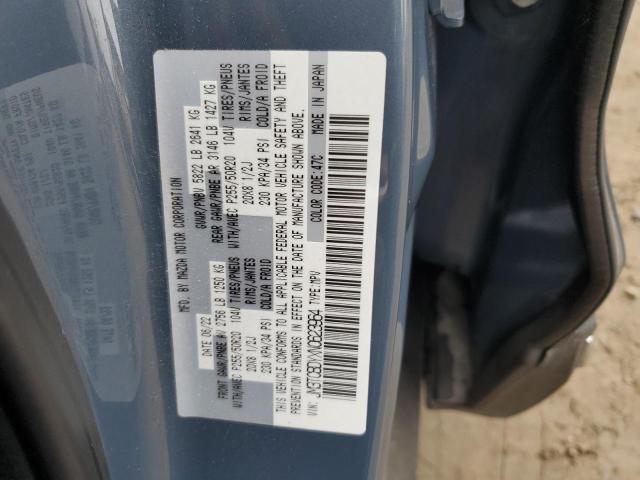 MFD. BY MAZDA MOTOR CORPORATION
DATE 06/22 GVWR/PNBV 5822 LB 2641 KG
FRONT GAWR/PNBE AV 2756 LB 1250 KG REAR GAWR/PNBE AR 3146 LB 1427 KG
WITH/AVEC P255/50R20 104V TIRES/PNEUS WITH/AVEC P255/50R20 104V TIRES/PNEUS
20X8 1/2J RIMS/JANTES 20X8 1/2J RIMS/JANTES
230 KPA/34 PSI COLD/A FROID 230 KPA/34 PSI COLD/A FROID
THIS VEHICLE CONFORMS TO ALL APPLICABLE FEDERAL MOTOR VEHICLE SAFETY AND THEFT
PREVENTION STANDARDS IN EFFECT ON THE DATE OF MANUFACTURE SHOWN ABOVE.
VIN: TYPE:MPV COLOR CODE:47C MADE IN JAPAN